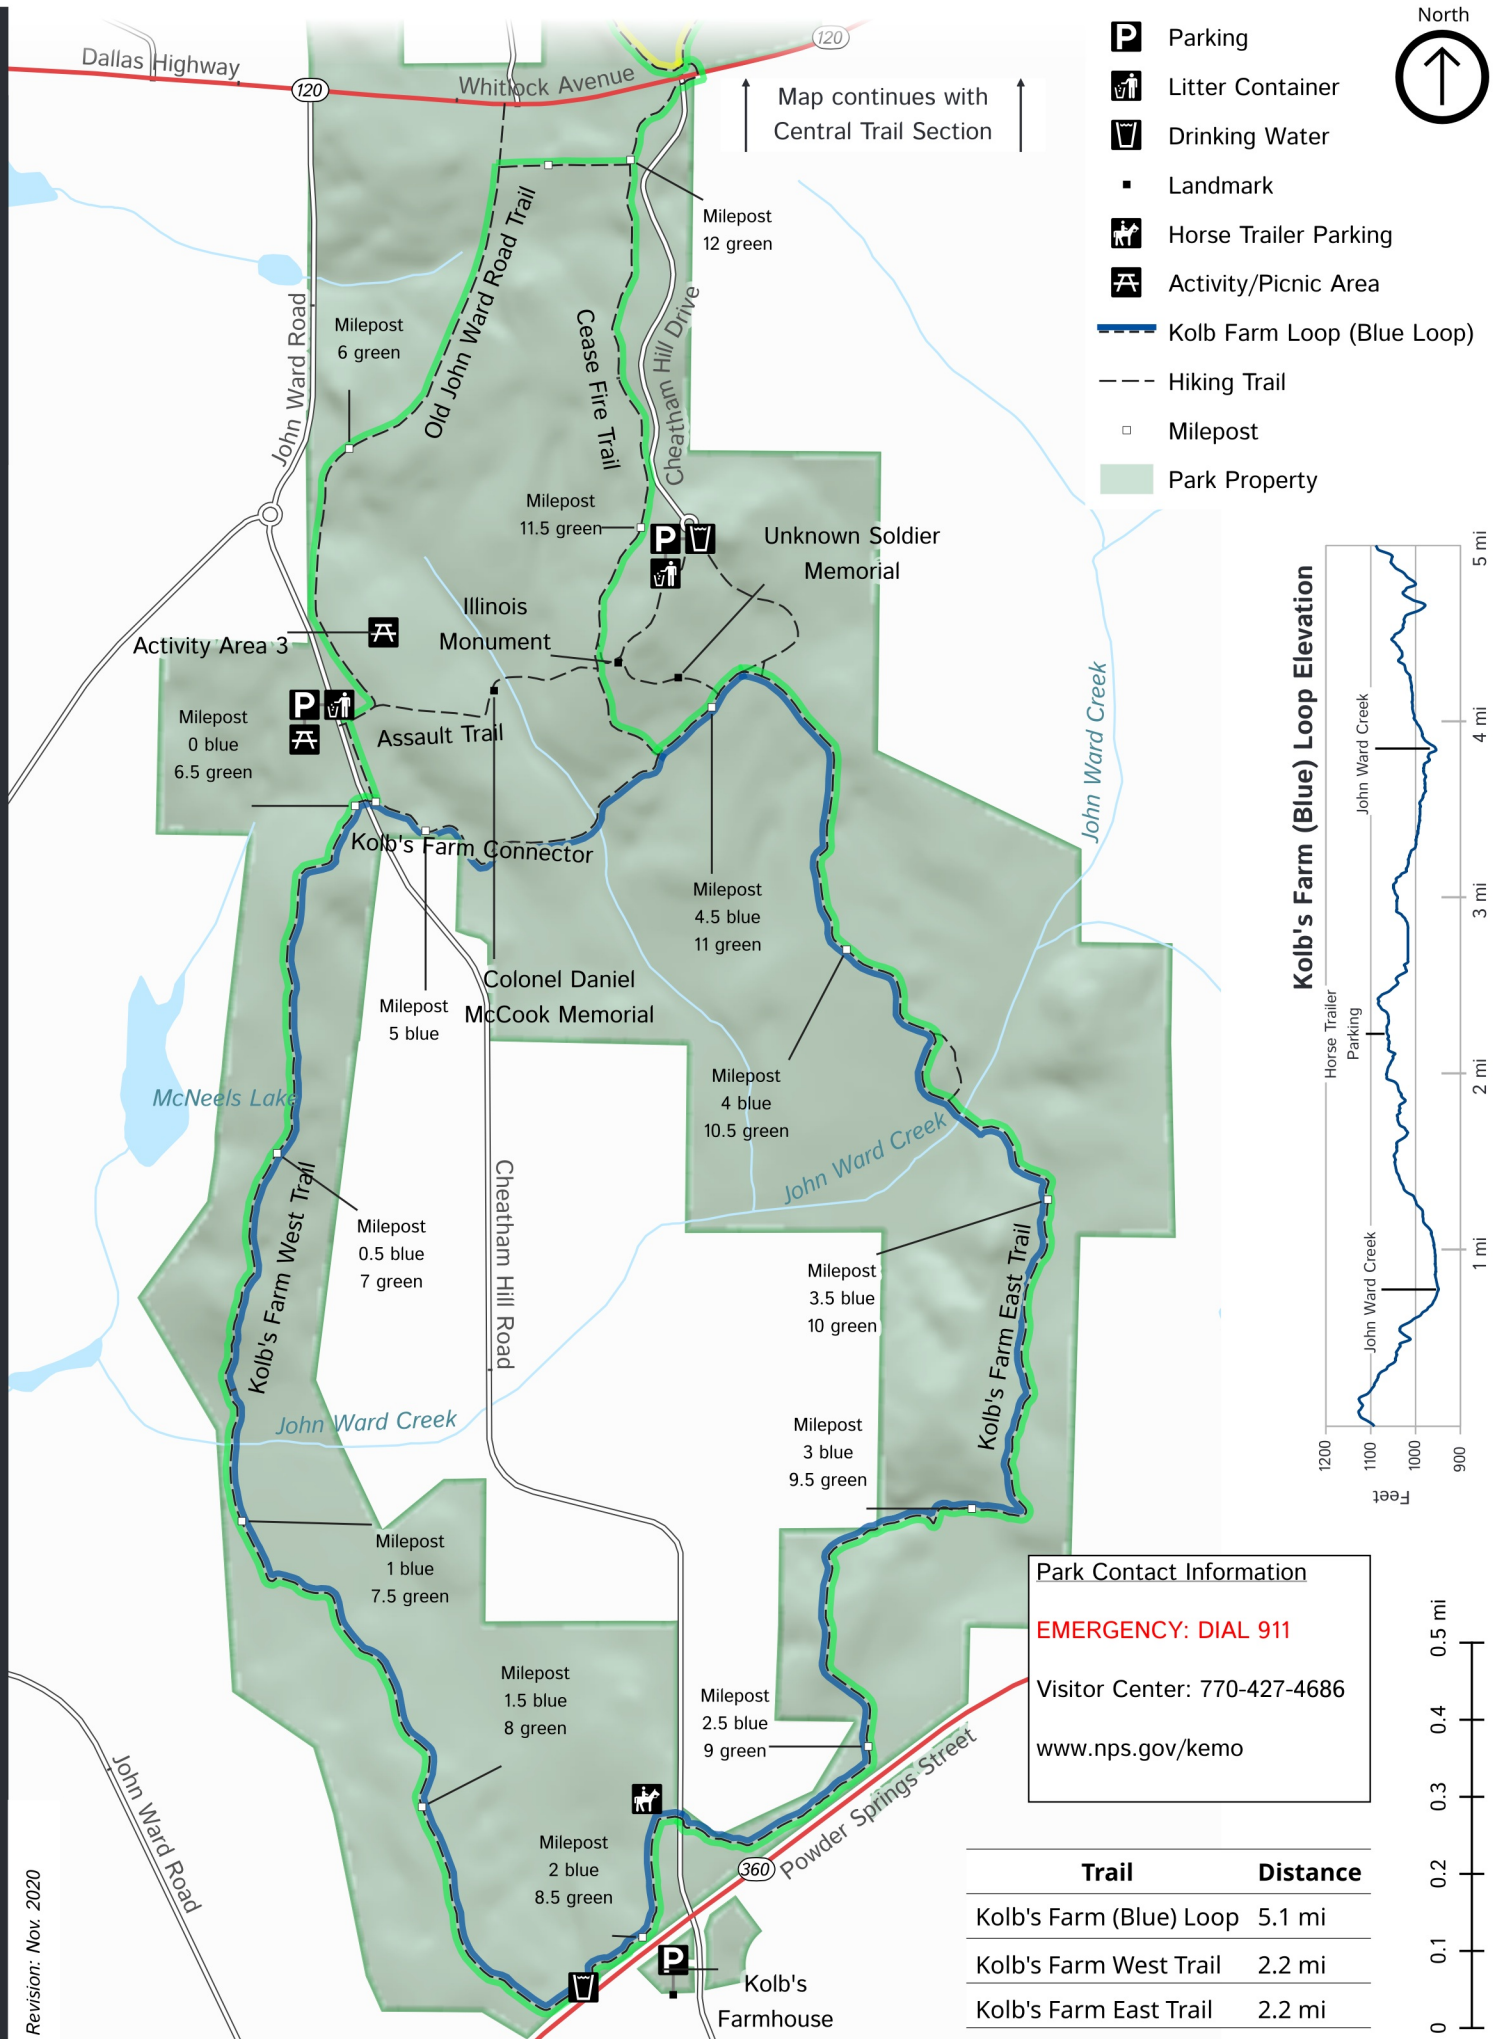 Dallas Highway
120
Whitlock Avenue
120
Map continues with
Central Trail Section
North
Parking
Litter Container
Drinking Water
Landmark
Horse Trailer Parking
Activity/Picnic Area
Kolb Farm Loop (Blue Loop)
Hiking Trail
Milepost
Park Property
Milepost
12 green
Old John Ward Road Trail
Cease Fire Trail
Cheatham Hill Drive
John Ward Road
Milepost
6 green
Milepost
11.5 green
P
Unknown Soldier
Memorial
Illinois
Monument
Activity Area 3
P
Milepost
0 blue
6.5 green
Assault Trail
Kolb's Farm Connector
Milepost
4.5 blue
11 green
Colonel Daniel
McCook Memorial
Milepost
5 blue
John Ward Creek
McNeels Lake
Milepost
4 blue
10.5 green
John Ward Creek
Kolb's Farm West Trail
Milepost
0.5 blue
7 green
Cheatham Hill Road
Milepost
3.5 blue
10 green
Kolb's Farm East Trail
John Ward Creek
Milepost
3 blue
9.5 green
Milepost
1 blue
7.5 green
Milepost
1.5 blue
8 green
Milepost
2.5 blue
9 green
Milepost
2 blue
8.5 green
360
Powder Springs Street
P
Kolb's
Farmhouse
John Ward Road
Revision: Nov. 2020
Kolb's Farm (Blue) Loop Elevation
5 mi
4 mi
3 mi
2 mi
1 mi
John Ward Creek
Horse Trailer
Parking
John Ward Creek
1200
1100
1000
900
Feet
Park Contact Information
EMERGENCY: DIAL 911
Visitor Center: 770-427-4686
www.nps.gov/kemo
0.5 mi
0.4
0.3
0.2
0.1
0
Trail Distance
Kolb's Farm (Blue) Loop 5.1 mi
Kolb's Farm West Trail 2.2 mi
Kolb's Farm East Trail 2.2 mi